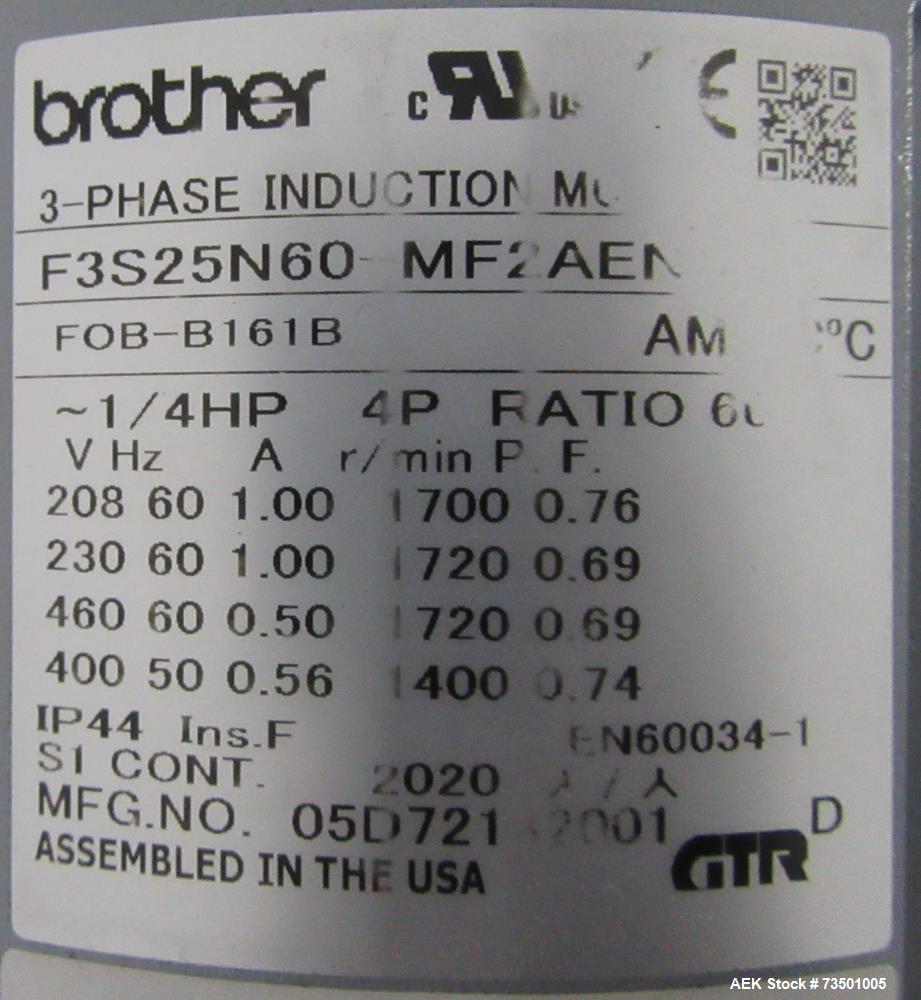 brother c US CE
3-PHASE INDUCTION
F3S25N60-
FOB-B161B °C
~1/4HP 4P RATIO
V Hz A r/min P.F.
208 60 1.00 1700 0.76
230 60 1.00 1720 0.69
460 60 0.50 1720 0.69
400 50 0.56 1400 0.74
IP44 Ins.F EN60034-1
S1 CONT. 2020
MFG.NO. 05D721
ASSEMBLED IN THE USA GTR D
AEK Stock # 73501005